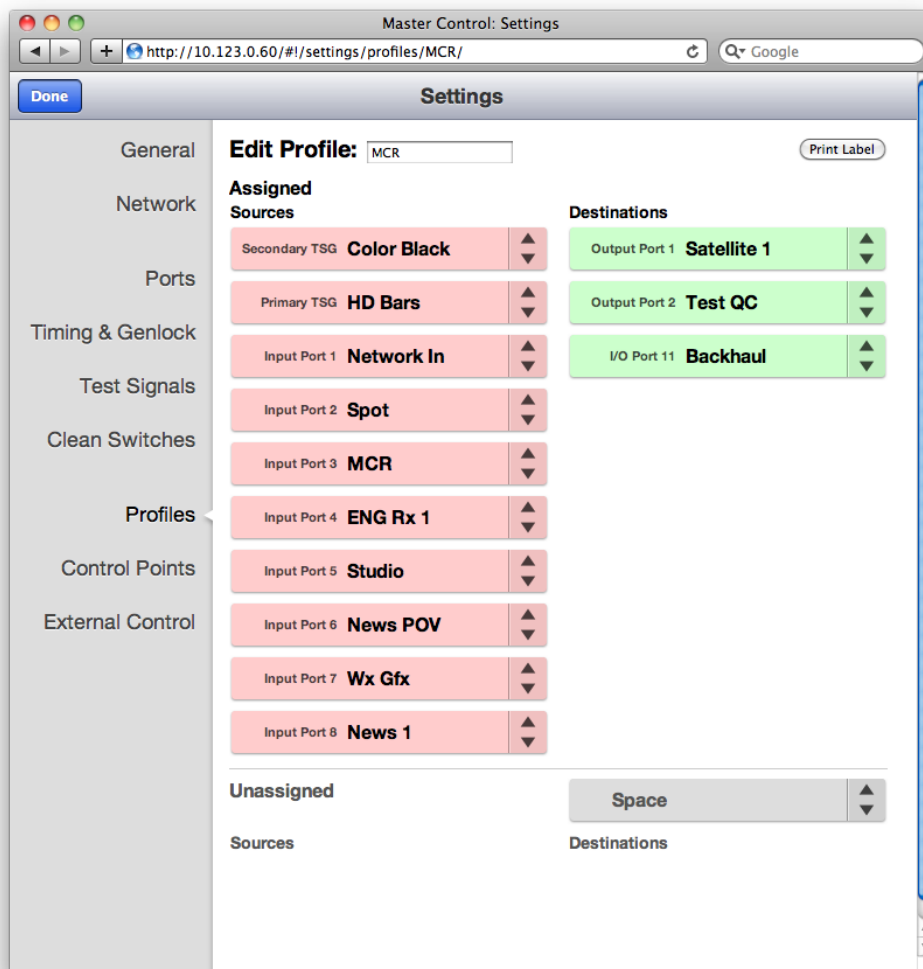 Master Control: Settings
http://10.123.0.60/#!/settings/profiles/MCR/
Google
Done
Settings
General
Network
Ports
Timing & Genlock
Test Signals
Clean Switches
Profiles
Control Points
External Control
Edit Profile: MCR
Print Label
Assigned
Sources
Secondary TSG Color Black
Primary TSG HD Bars
Input Port 1 Network In
Input Port 2 Spot
Input Port 3 MCR
Input Port 4 ENG Rx 1
Input Port 5 Studio
Input Port 6 News POV
Input Port 7 Wx Gfx
Input Port 8 News 1
Destinations
Output Port 1 Satellite 1
Output Port 2 Test QC
I/O Port 11 Backhaul
Unassigned
Space
Sources
Destinations